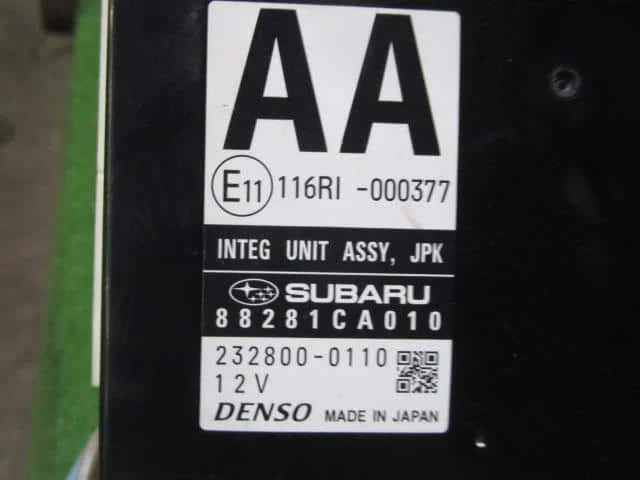 AA
E11 116RI -000377
INTEG UNIT ASSY, JPK
SUBARU
88281CA010
232800-0110
12V
DENSO MADE IN JAPAN